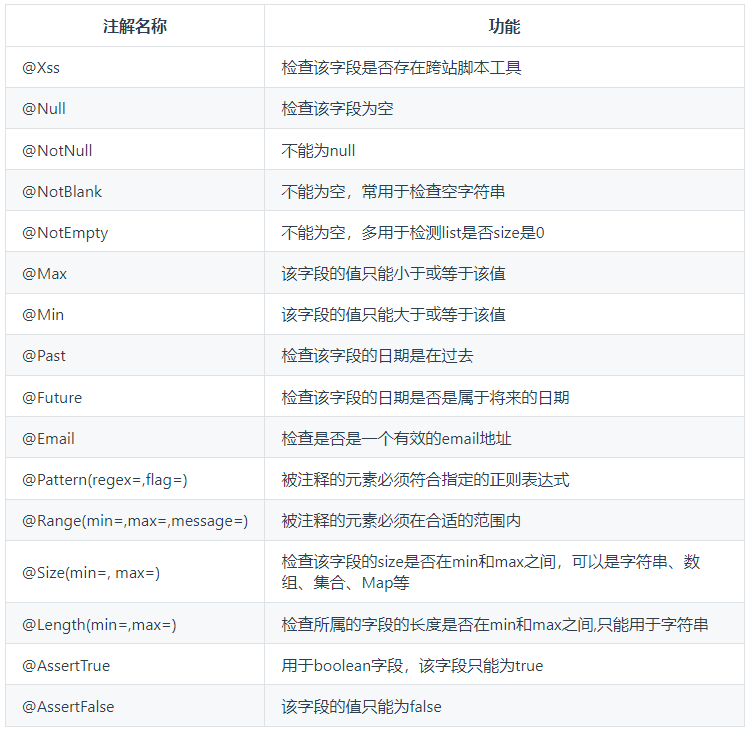 注解名称 功能
@Xss 检查该字段是否存在跨站脚本工具
@Null 检查该字段为空
@NotNull 不能为null
@NotBlank 不能为空，常用于检查空字符串
@NotEmpty 不能为空，多用于检测list是否size是0
@Max 该字段的值只能小于或等于该值
@Min 该字段的值只能大于或等于该值
@Past 检查该字段的日期是在过去
@Future 检查该字段的日期是否是属于将来的日期
@Email 检查是否是一个有效的email地址
@Pattern(regex=,flag=) 被注释的元素必须符合指定的正则表达式
@Range(min=,max=,message=) 被注释的元素必须在合适的范围内
@Size(min=, max=) 检查该字段的size是否在min和max之间，可以是字符串、数
组、集合、Map等
@Length(min=,max=) 检查所属的字段的长度是否在min和max之间,只能用于字符串
@AssertTrue 用于boolean字段，该字段只能为true
@AssertFalse 该字段的值只能为false